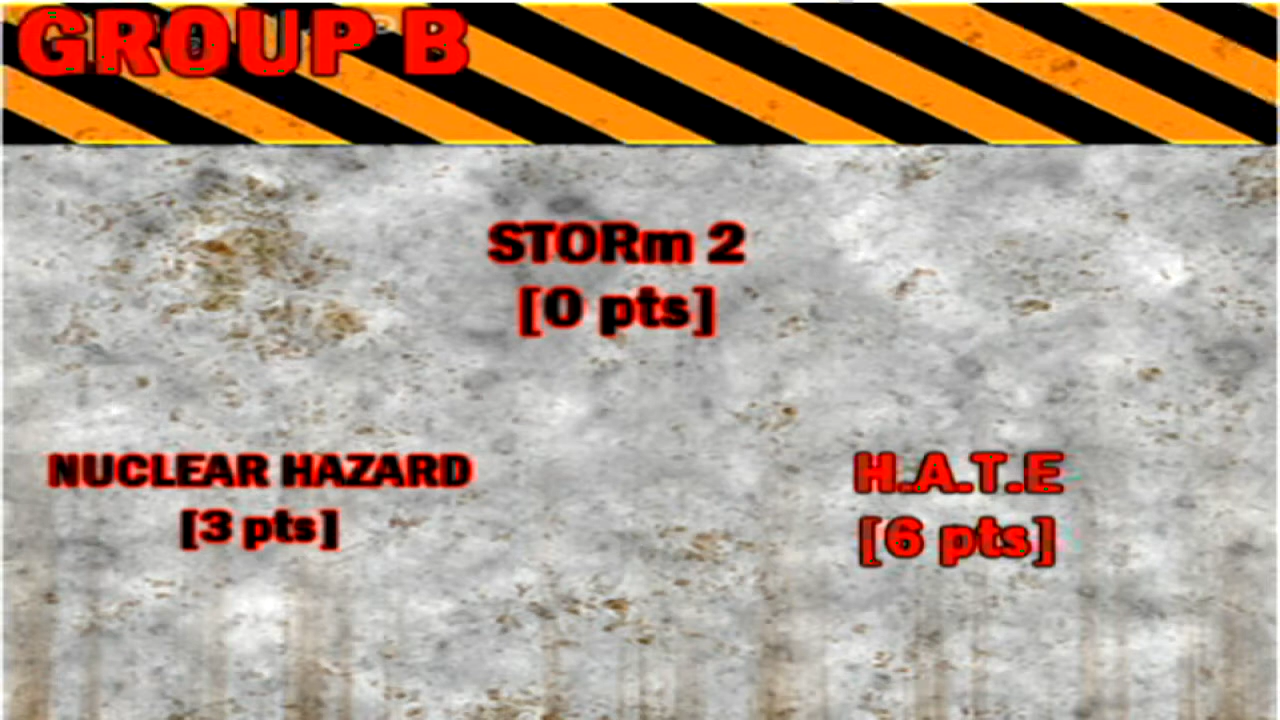 GROUP B
STORm 2
[0 pts]
NUCLEAR HAZARD
[3 pts]
H.A.T.E
[6 pts]